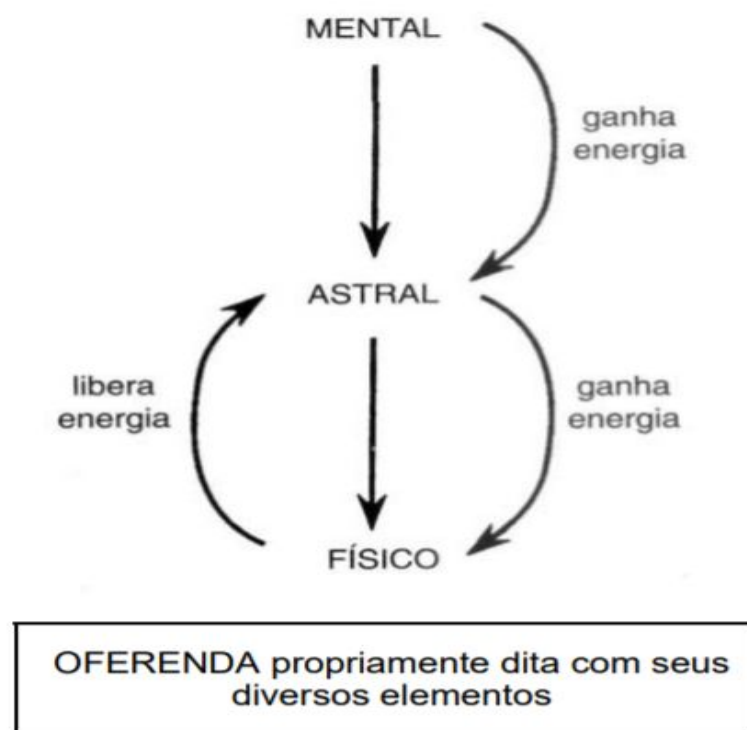 MENTAL
ganha
energia
ASTRAL
libera
energia
ganha
energia
FÍSICO
OFERENDA propriamente dita com seus
diversos elementos